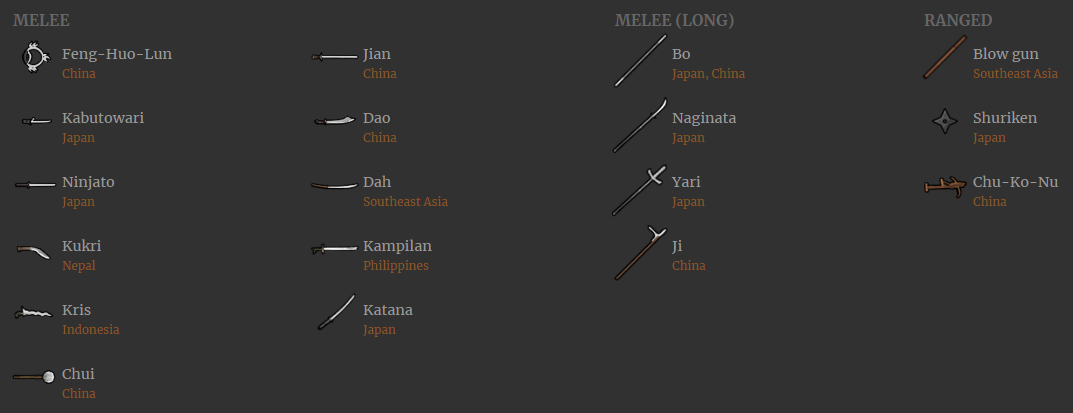 MELEE
Feng-Huo-Lun
China
Kabutowari
Japan
Ninjato
Japan
Kukri
Nepal
Kris
Indonesia
Chui
China
Jian
China
Dao
China
Dah
Southeast Asia
Kampilan
Philippines
Katana
Japan
MELEE (LONG)
Bo
Japan, China
Naginata
Japan
Yari
Japan
Ji
China
RANGED
Blow gun
Southeast Asia
Shuriken
Japan
Chu-Ko-Nu
China